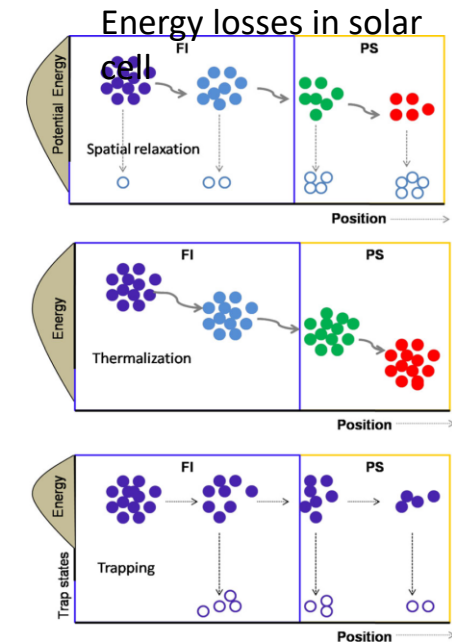 Energy losses in solar
cell
FI
PS
Potential Energy
Spatial relaxation
Position
FI
PS
Energy
Thermalization
Position
FI
PS
Energy
Trap states
Trapping
Position